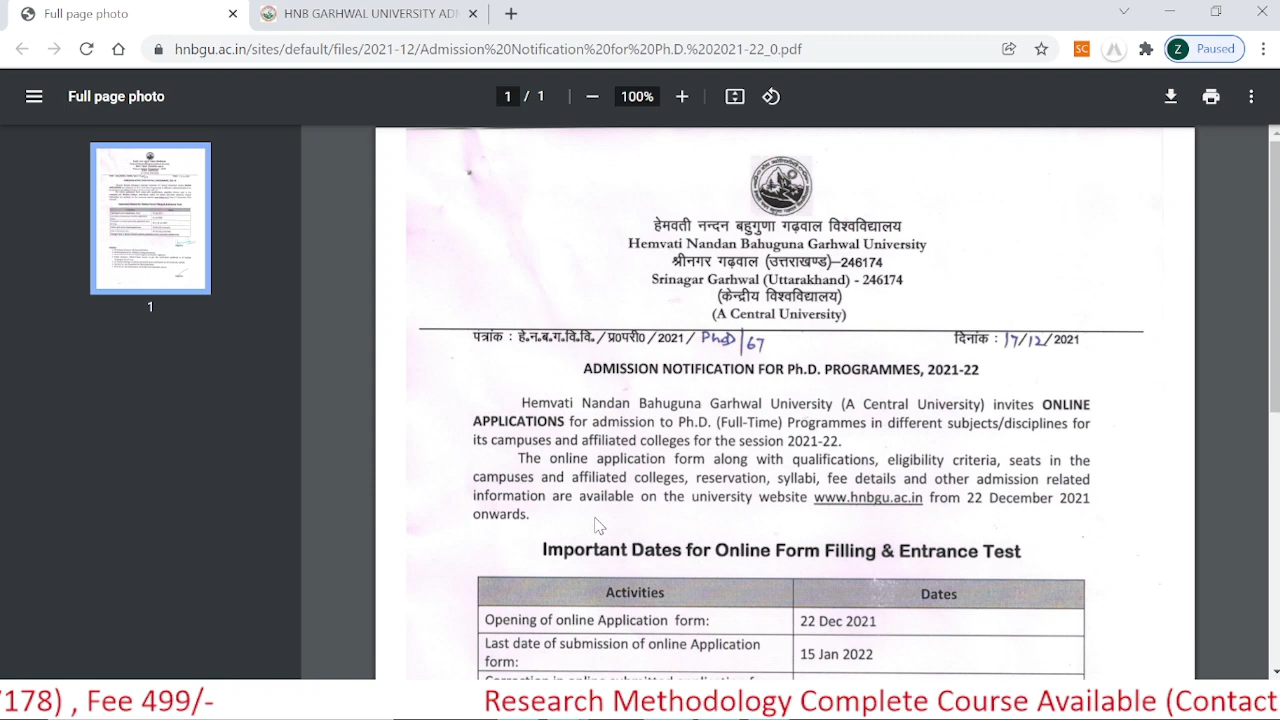 Full page photo
HNB GARHWAL UNIVERSITY ADM
hnbgu.ac.in/sites/default/files/2021-12/Admission%20Notification%20for%20Ph.D.%202021-22_0.pdf
SC
Z Paused
Full page photo
1 / 1
100%
1
हेमवती नन्दन बहुगुणा गढ़वाल विश्वविद्यालय
Hemvati Nandan Bahuguna Garhwal University
श्रीनगर गढ़वाल (उत्तराखण्ड)-246174
Srinagar Garhwal (Uttarakhand) - 246174
(केन्द्रीय विश्वविद्यालय)
(A Central University)
पंत्रांक : हे.न.ब.ग.वि.वि./प्र0परी0/2021/ PhD/67
दिनांक : 17/12/2021
ADMISSION NOTIFICATION FOR Ph.D. PROGRAMMES, 2021-22
Hemvati Nandan Bahuguna Garhwal University (A Central University) invites ONLINE
APPLICATIONS for admission to Ph.D. (Full-Time) Programmes in different subjects/disciplines for
its campuses and affiliated colleges for the session 2021-22.
The online application form along with qualifications, eligibility criteria, seats in the
campuses and affiliated colleges, reservation, syllabi, fee details and other admission related
information are available on the university website www.hnbgu.ac.in from 22 December 2021
onwards.
Important Dates for Online Form Filling & Entrance Test
Activities
Dates
Opening of online Application form:
22 Dec 2021
Last date of submission of online Application
form:
15 Jan 2022
7178) , Fee 499/-
Research Methodology Complete Course Available (Contact